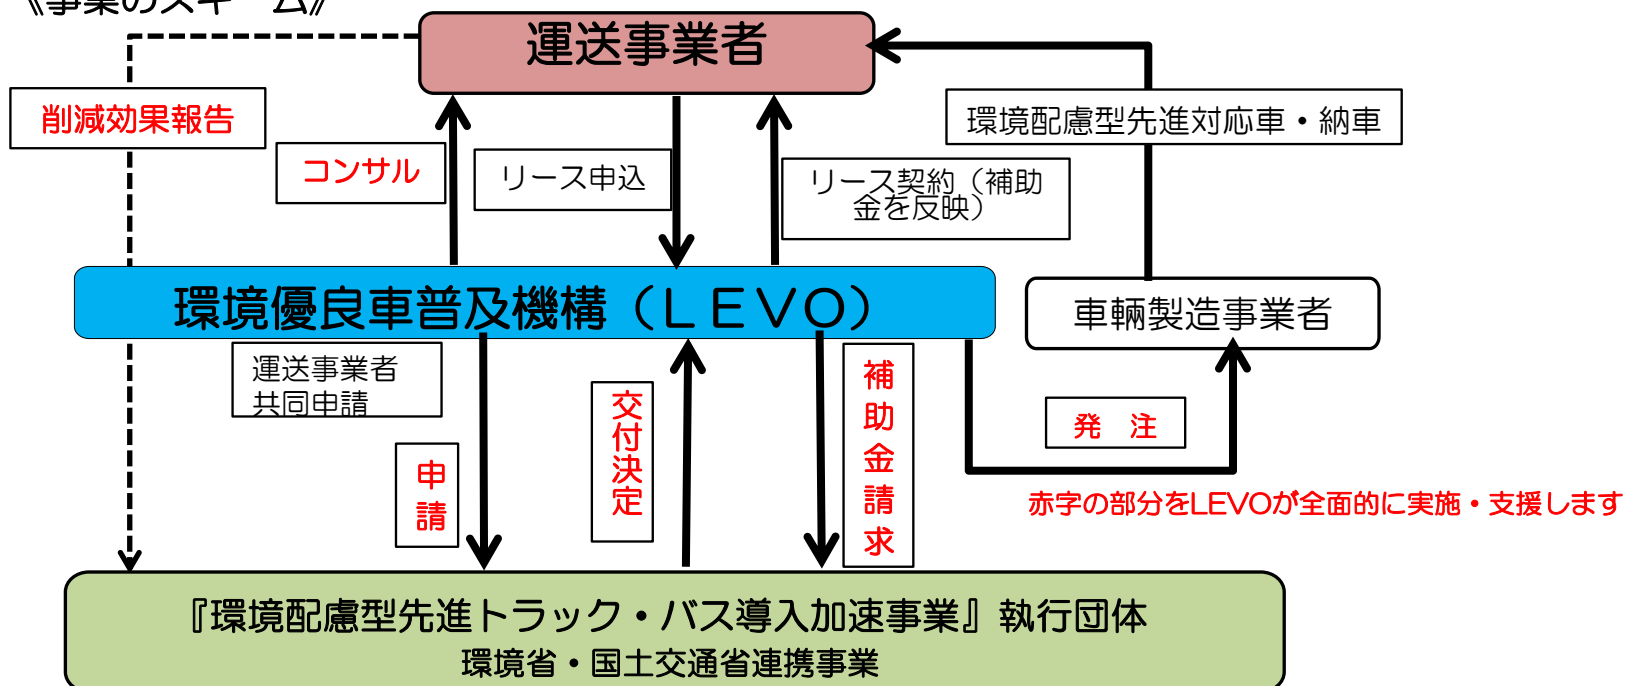 《事業のスキーム》
運送事業者
削減効果報告
コンサル
リース申込
リース契約（補助
金を反映）
環境配慮型先進対応車・納車
環境優良車普及機構（ＬＥＶＯ）
車輌製造事業者
運送事業者
共同申請
申請
交付決定
補助金請求
発　注
赤字の部分をLEVOが全面的に実施・支援します
『環境配慮型先進トラック・バス導入加速事業』執行団体
環境省・国土交通省連携事業